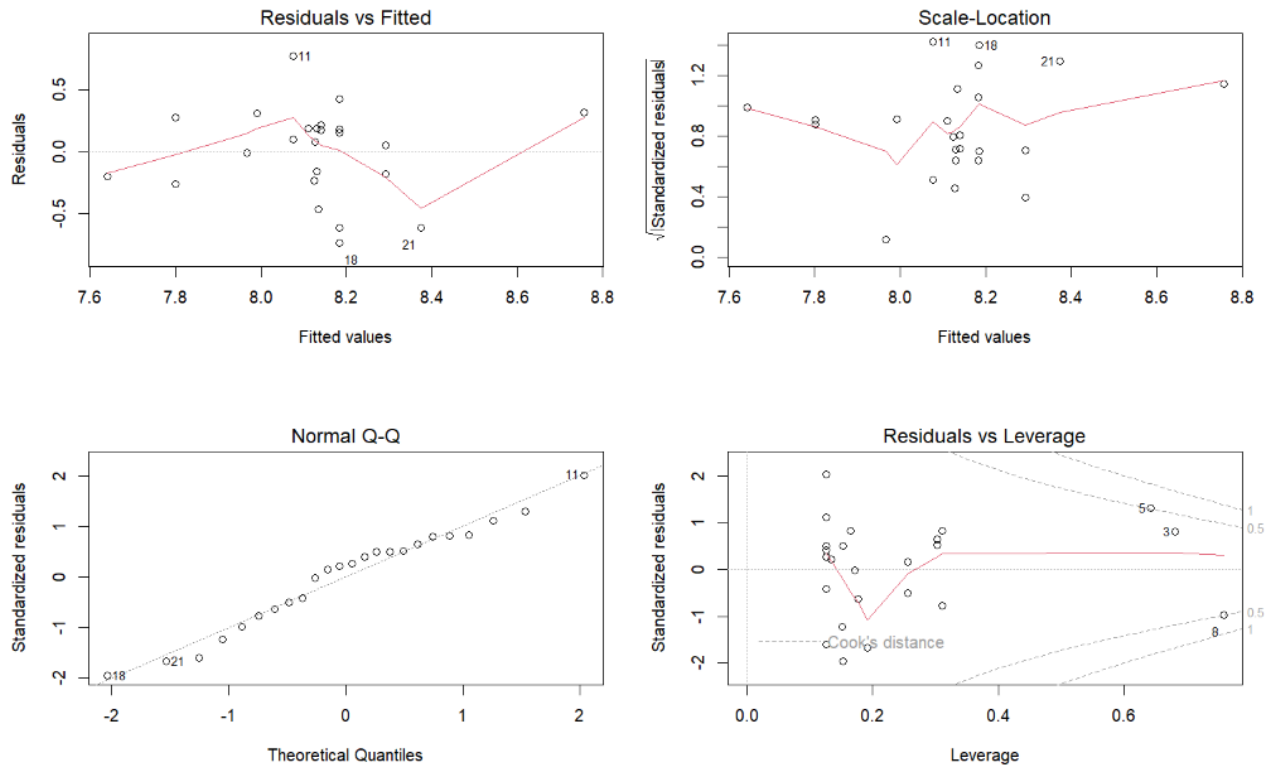 Residuals vs Fitted
Residuals
0.5
0.0
-0.5
11
18
21
7.6 7.8 8.0 8.2 8.4 8.6 8.8
Fitted values
Scale-Location
√|Standardized residuals|
1.2
0.8
0.4
0.0
11
18
21
7.6 7.8 8.0 8.2 8.4 8.6 8.8
Fitted values
Normal Q-Q
Standardized residuals
2
1
0
-1
-2
11
21
18
-2 -1 0 1 2
Theoretical Quantiles
Residuals vs Leverage
Standardized residuals
2
1
0
-1
-2
5
3
8
1
0.5
0.5
1
Cook's distance
0.0 0.2 0.4 0.6
Leverage